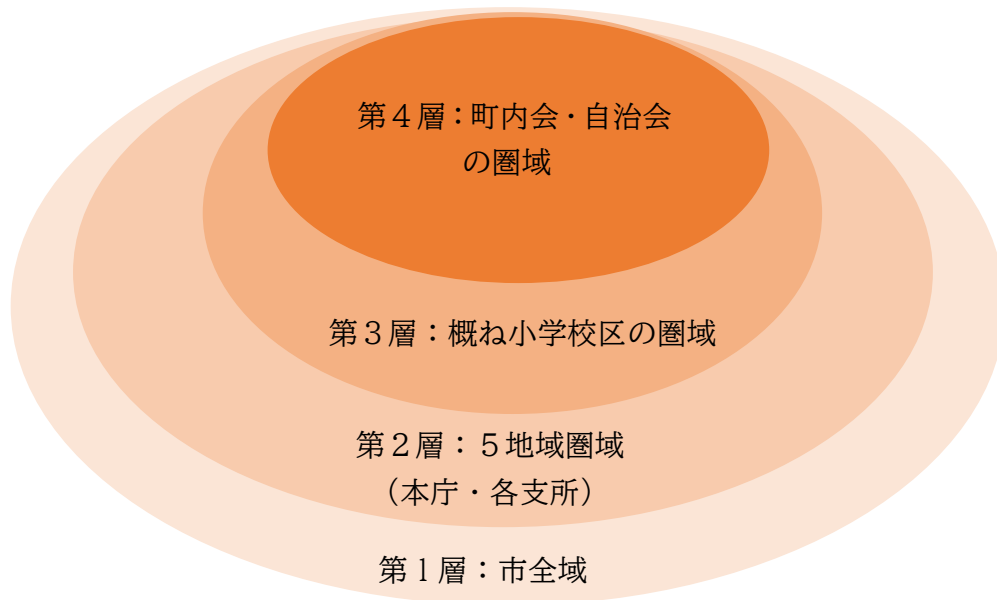 第４層：町内会・自治会
の圏域
第３層：概ね小学校区の圏域
第２層：５地域圏域
（本庁・各支所）
第１層：市全域